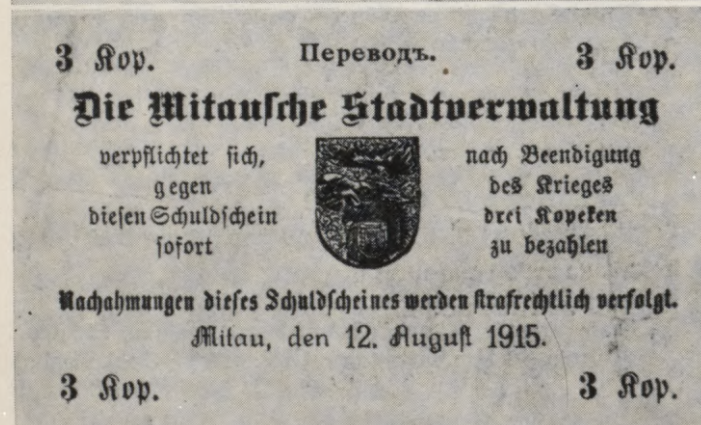 3 Kop. Переводъ. 3 Kop.
Die Mitausche Stadtverwaltung
verpflichtet sich,
gegen
diesen Schuldschein
sofort
nach Beendigung
des Krieges
drei Kopeken
zu bezahlen
Nachahmungen dieses Schuldscheines werden strafrechtlich verfolgt.
Mitau, den 12. August 1915.
3 Kop. 3 Kop.